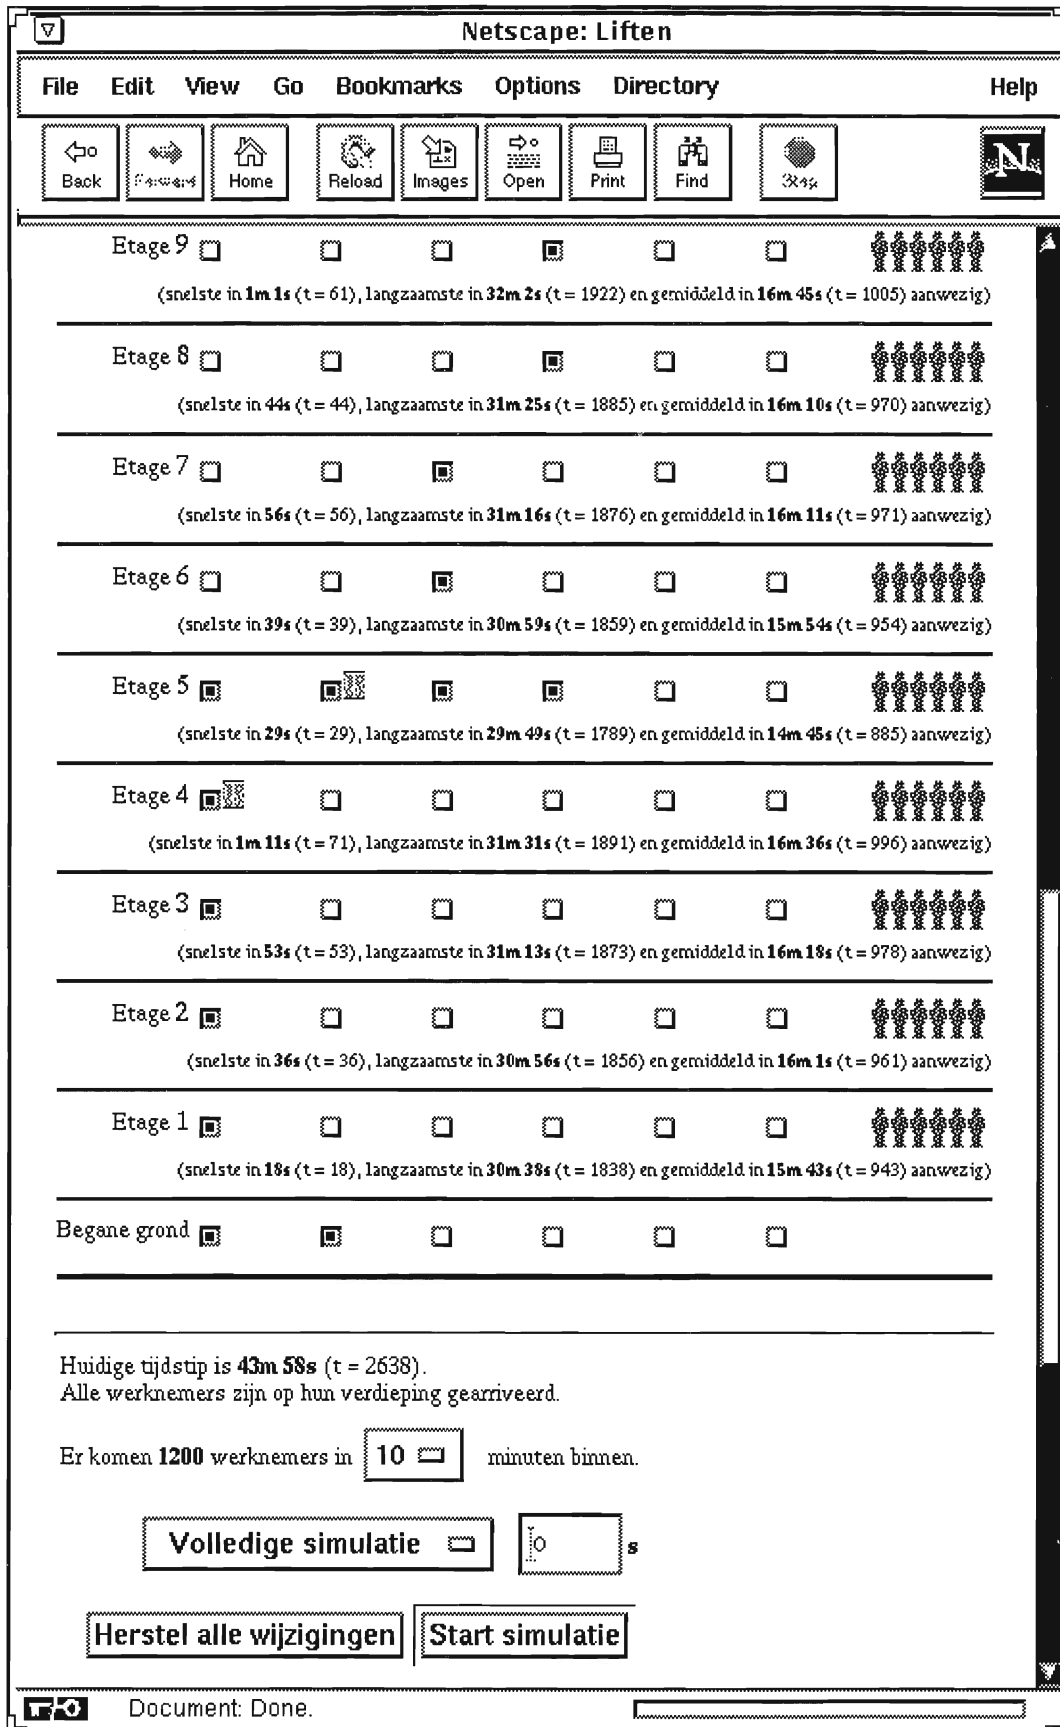 Netscape: Liften
File Edit View Go Bookmarks Options Directory Help
Back Forward Home Reload Images Open Print Find Stop N
Etage 9
(snelste in 1m 1s (t = 61), langzaamste in 32m 2s (t = 1922) en gemiddeld in 16m 45s (t = 1005) aanwezig)
Etage 8
(snelste in 44s (t = 44), langzaamste in 31m 25s (t = 1885) en gemiddeld in 16m 10s (t = 970) aanwezig)
Etage 7
(snelste in 56s (t = 56), langzaamste in 31m 16s (t = 1876) en gemiddeld in 16m 11s (t = 971) aanwezig)
Etage 6
(snelste in 39s (t = 39), langzaamste in 30m 59s (t = 1859) en gemiddeld in 15m 54s (t = 954) aanwezig)
Etage 5
(snelste in 29s (t = 29), langzaamste in 29m 49s (t = 1789) en gemiddeld in 14m 45s (t = 885) aanwezig)
Etage 4
(snelste in 1m 11s (t = 71), langzaamste in 31m 31s (t = 1891) en gemiddeld in 16m 36s (t = 996) aanwezig)
Etage 3
(snelste in 53s (t = 53), langzaamste in 31m 13s (t = 1873) en gemiddeld in 16m 18s (t = 978) aanwezig)
Etage 2
(snelste in 36s (t = 36), langzaamste in 30m 56s (t = 1856) en gemiddeld in 16m 1s (t = 961) aanwezig)
Etage 1
(snelste in 18s (t = 18), langzaamste in 30m 38s (t = 1838) en gemiddeld in 15m 43s (t = 943) aanwezig)
Begane grond
Huidige tijdstip is 43m 58s (t = 2638).
Alle werknemers zijn op hun verdieping gearriveerd.
Er komen 1200 werknemers in 10 minuten binnen.
Volledige simulatie 0 s
Herstel alle wijzigingen Start simulatie
Document: Done.